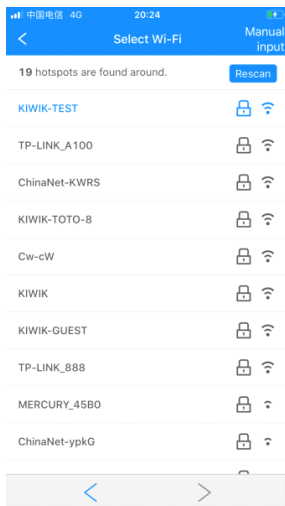 中国电信 4G 20:24
Select Wi-Fi
Manual
input
19 hotspots are found around.
Rescan
KIWIK-TEST
TP-LINK_A100
ChinaNet-KWRS
KIWIK-TOTO-8
Cw-cW
KIWIK
KIWIK-GUEST
TP-LINK_888
MERCURY_45B0
ChinaNet-ypkG